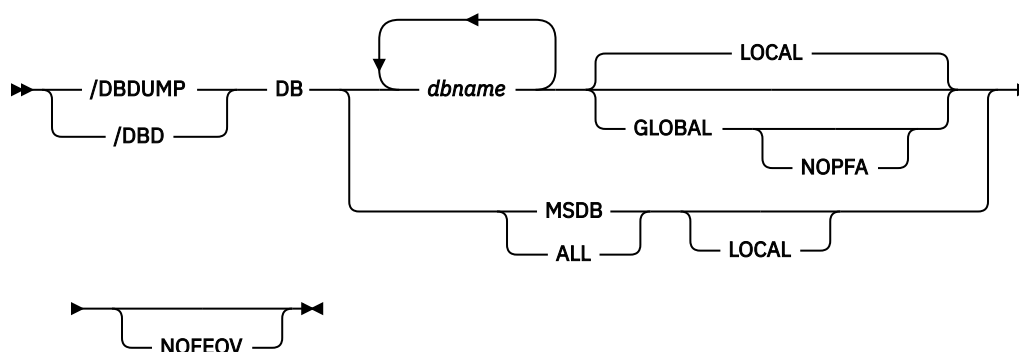 LOCAL
/DBDUMP DB dbname
/DBD GLOBAL
NOPFA
MSDB
ALL LOCAL
NOFEOV